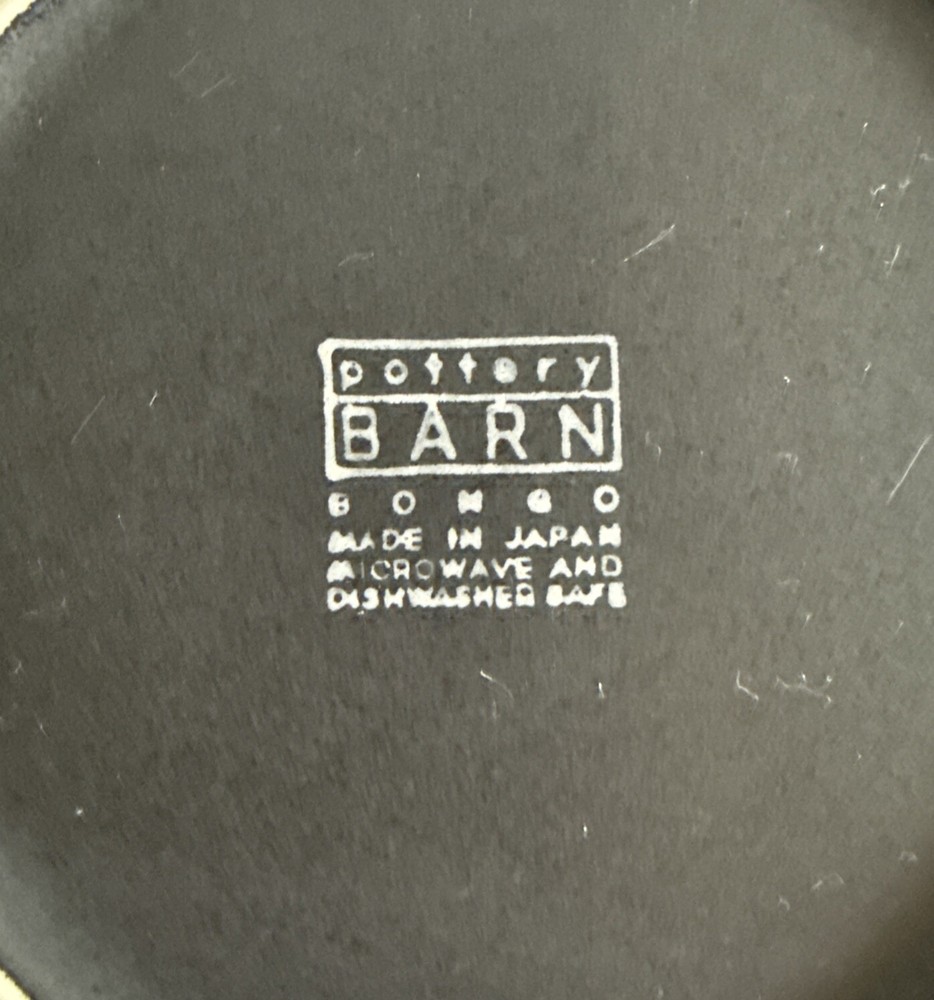 pottery
BARN
BONGO
MADE IN JAPAN
MICROWAVE AND
DISHWASHER SAFE